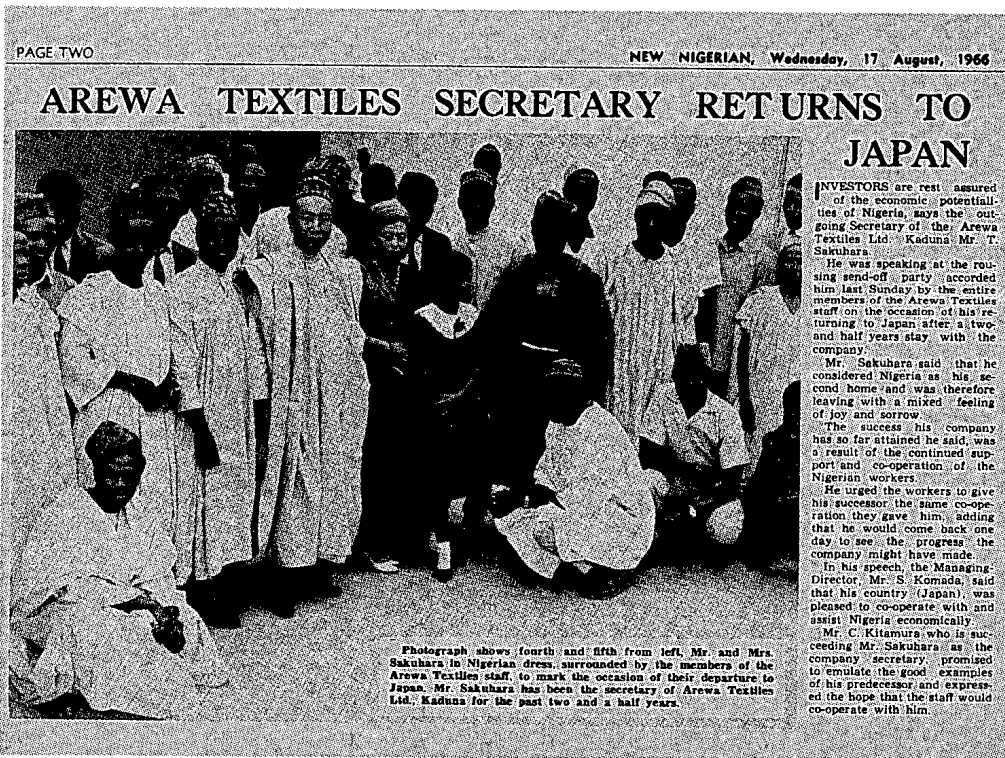 PAGE TWO
NEW NIGERIAN, Wednesday, 17 August, 1966
AREWA TEXTILES SECRETARY RETURNS TO
JAPAN
INVESTORS are rest assured
of the economic potentiali-
ties of Nigeria, says the out-
going Secretary of the Arewa
Textiles Ltd. Kaduna Mr. T.
Sakuhara.
He was speaking at the rou-
sing send-off party accorded
him last Sunday by the entire
members of the Arewa Textiles
staff on the occasion of his re-
turning to Japan after a two-
and half years stay with the
company.
Mr. Sakuhara said that he
considered Nigeria as his se-
cond home and was therefore
leaving with a mixed feeling
of joy and sorrow.
The success his company
has so far attained he said, was
a result of the continued sup-
port and co-operation of the
Nigerian workers.
He urged the workers to give
his successor the same co-ope-
ration they gave him, adding
that he would come back one
day to see the progress the
company might have made.
In his speech, the Managing-
Director, Mr. S. Komada, said
that his country (Japan), was
pleased to co-operate with and
assist Nigeria economically.
Mr. C. Kitamura who is suc-
ceeding Mr. Sakuhara as the
company secretary, promised
to emulate the good examples
of his predecessor and express-
ed the hope that the staff would
co-operate with him.
Photograph shows fourth and fifth from left, Mr. and Mrs.
Sakuhara in Nigerian dress, surrounded by the members of the
Arewa Textiles staff, to mark the occasion of their departure to
Japan. Mr. Sakuhara has been the secretary of Arewa Textiles
Ltd., Kaduna for the past two and a half years.